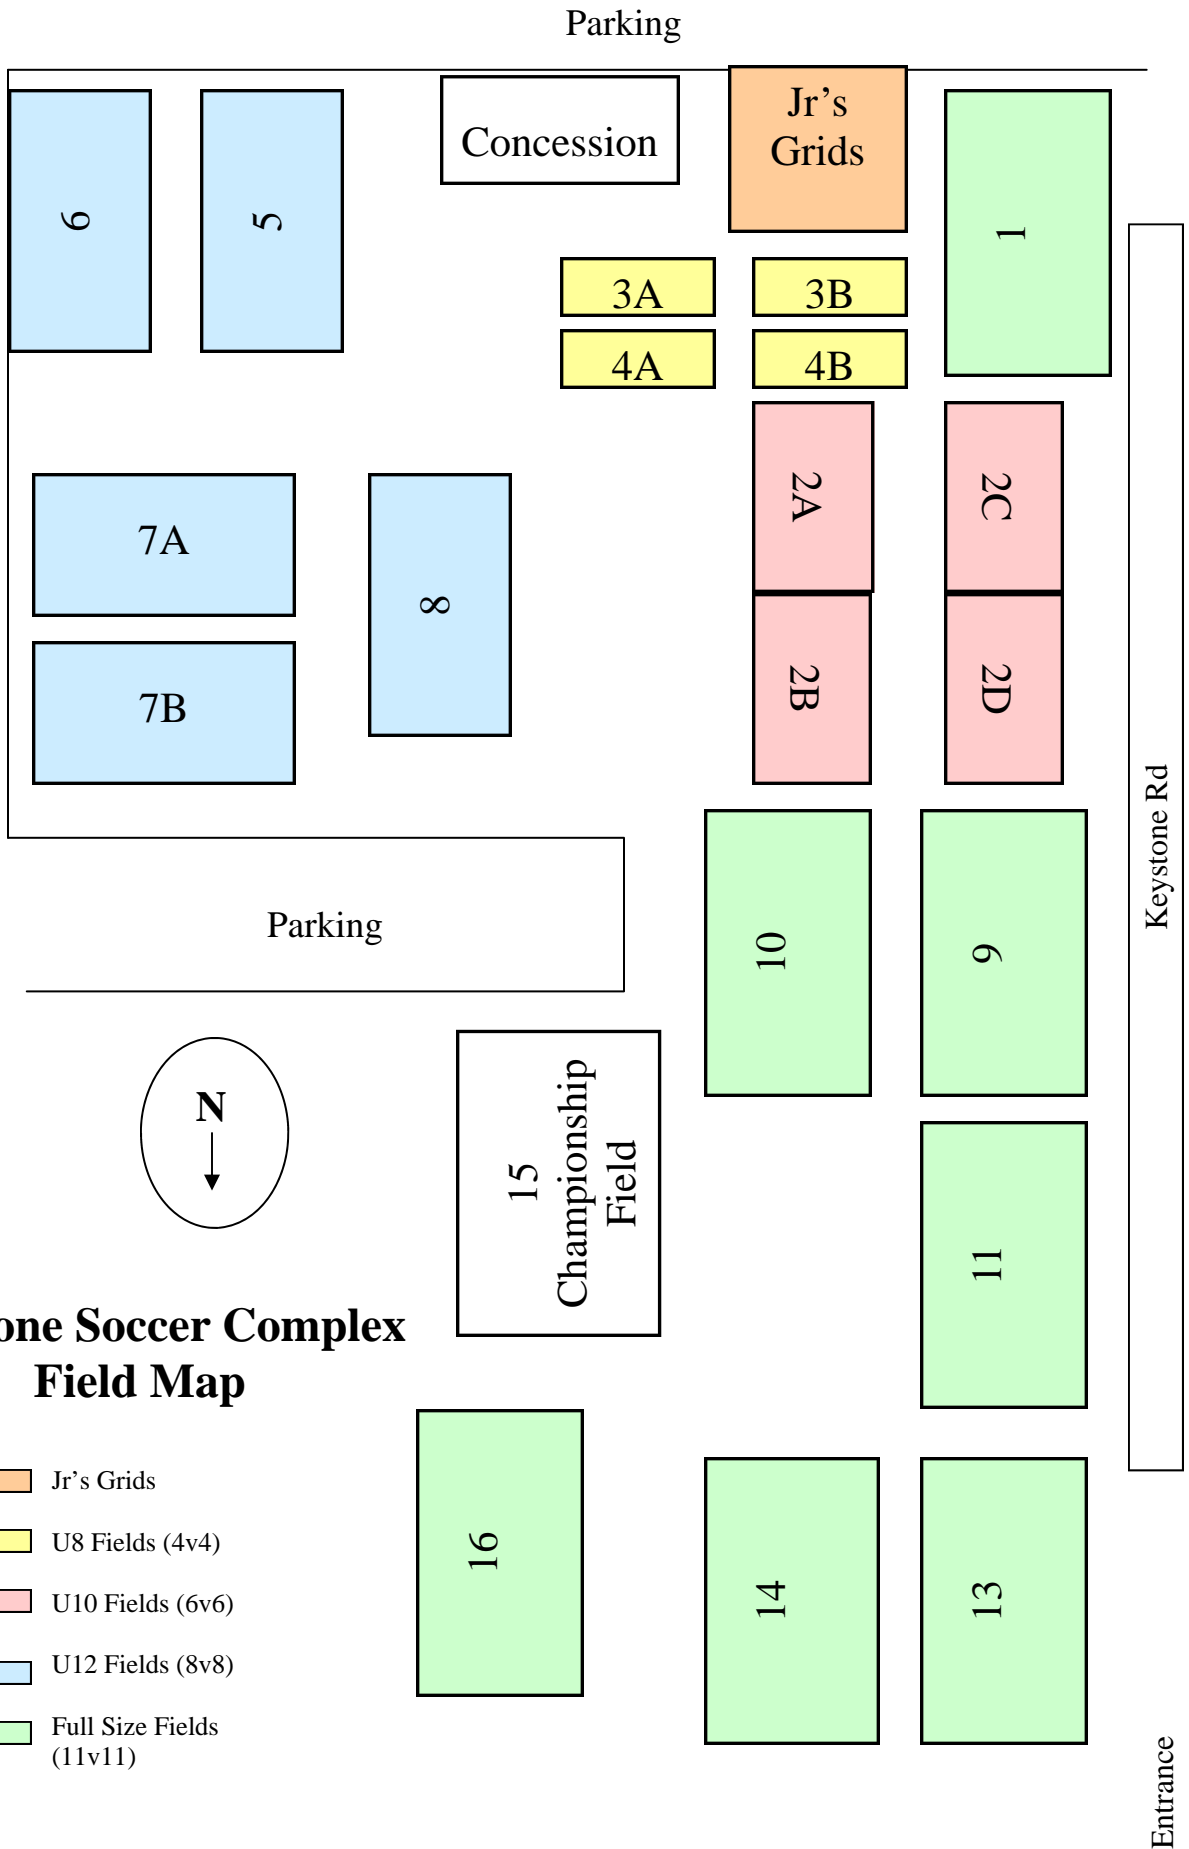 Parking
Concession
Jr's
Grids
6
5
1
3A
3B
4A
4B
2A
2C
7A
8
7B
2B
2D
Keystone Rd
Parking
10
9
N
15
Championship
Field
11
one Soccer Complex
Field Map
Jr's Grids
U8 Fields (4v4)
U10 Fields (6v6)
U12 Fields (8v8)
Full Size Fields
(11v11)
16
14
13
Entrance